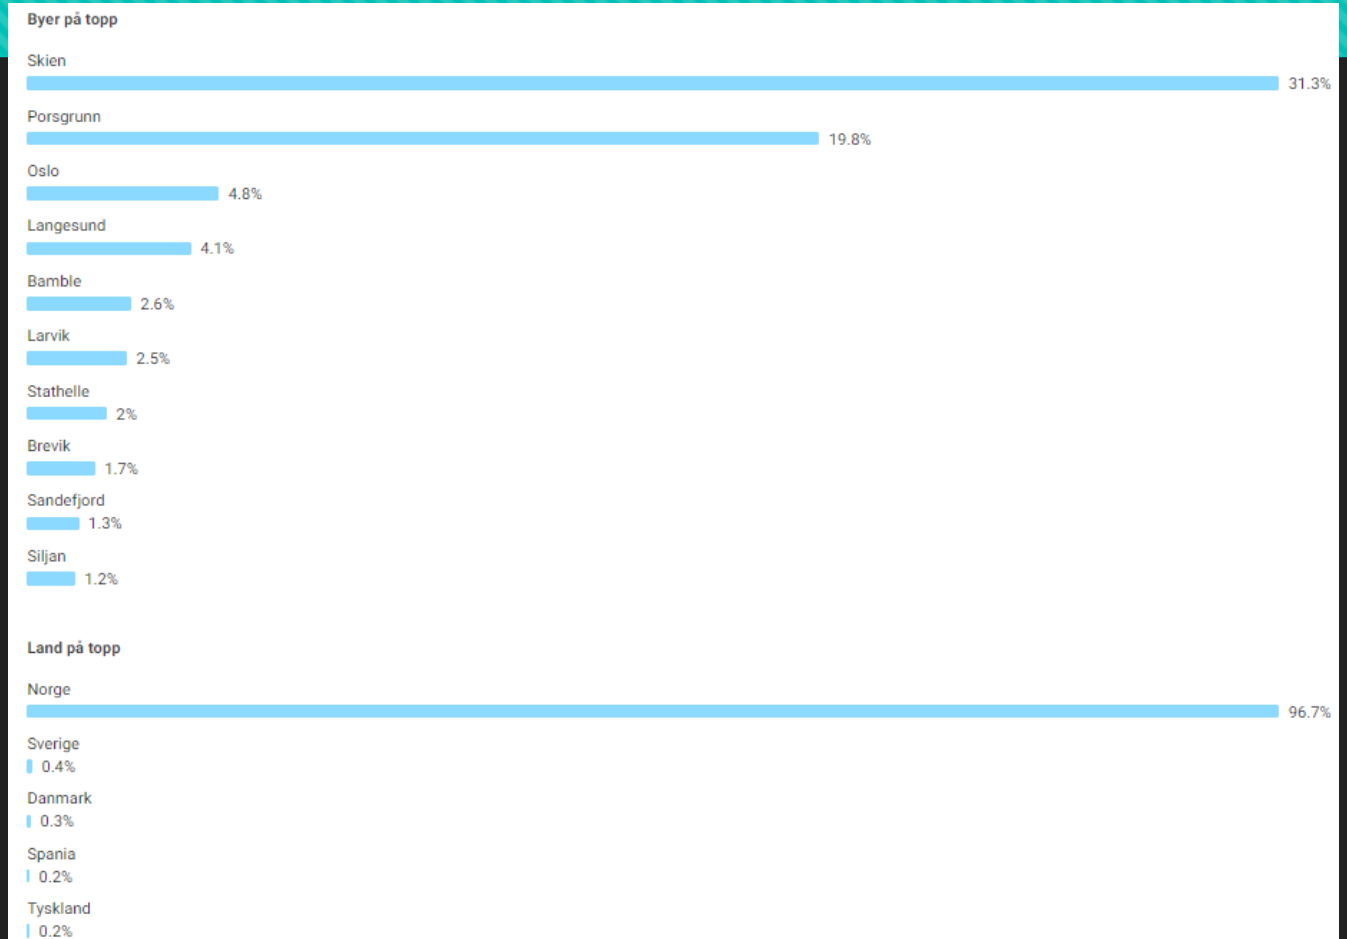 Byer på topp
Skien
31.3%
Porsgrunn
19.8%
Oslo
4.8%
Langesund
4.1%
Bamble
2.6%
Larvik
2.5%
Stathelle
2%
Brevik
1.7%
Sandefjord
1.3%
Siljan
1.2%
Land på topp
Norge
96.7%
Sverige
0.4%
Danmark
0.3%
Spania
0.2%
Tyskland
0.2%